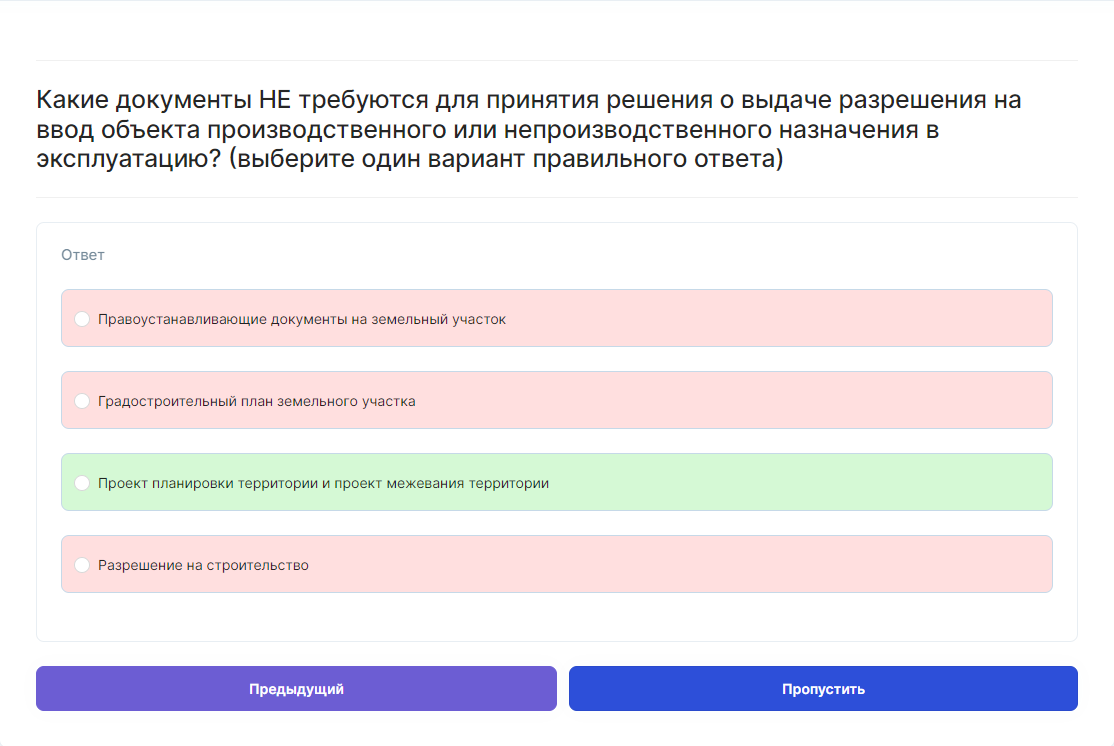 Какие документы НЕ требуются для принятия решения о выдаче разрешения на
ввод объекта производственного или непроизводственного назначения в
эксплуатацию? (выберите один вариант правильного ответа)
Ответ
Правоустанавливающие документы на земельный участок
Градостроительный план земельного участка
Проект планировки территории и проект межевания территории
Разрешение на строительство
Предыдущий
Пропустить